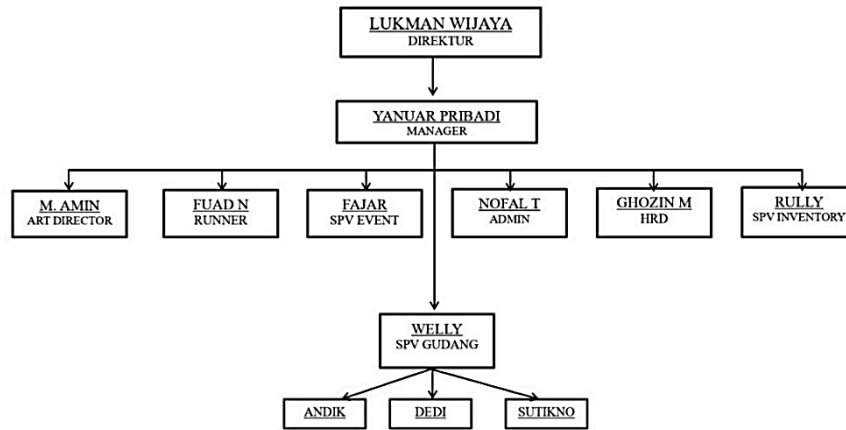 LUKMAN WIJAYA
DIREKTUR
YANUAR PRIBADI
MANAGER
M. AMIN
ART DIRECTOR
FUAD N
RUNNER
FAJAR
SPV EVENT
NOFAL T
ADMIN
GHOZIN M
HRD
RULLY
SPV INVENTORY
WELLY
SPV GUDANG
ANDIK
DEDI
SUTIKNO